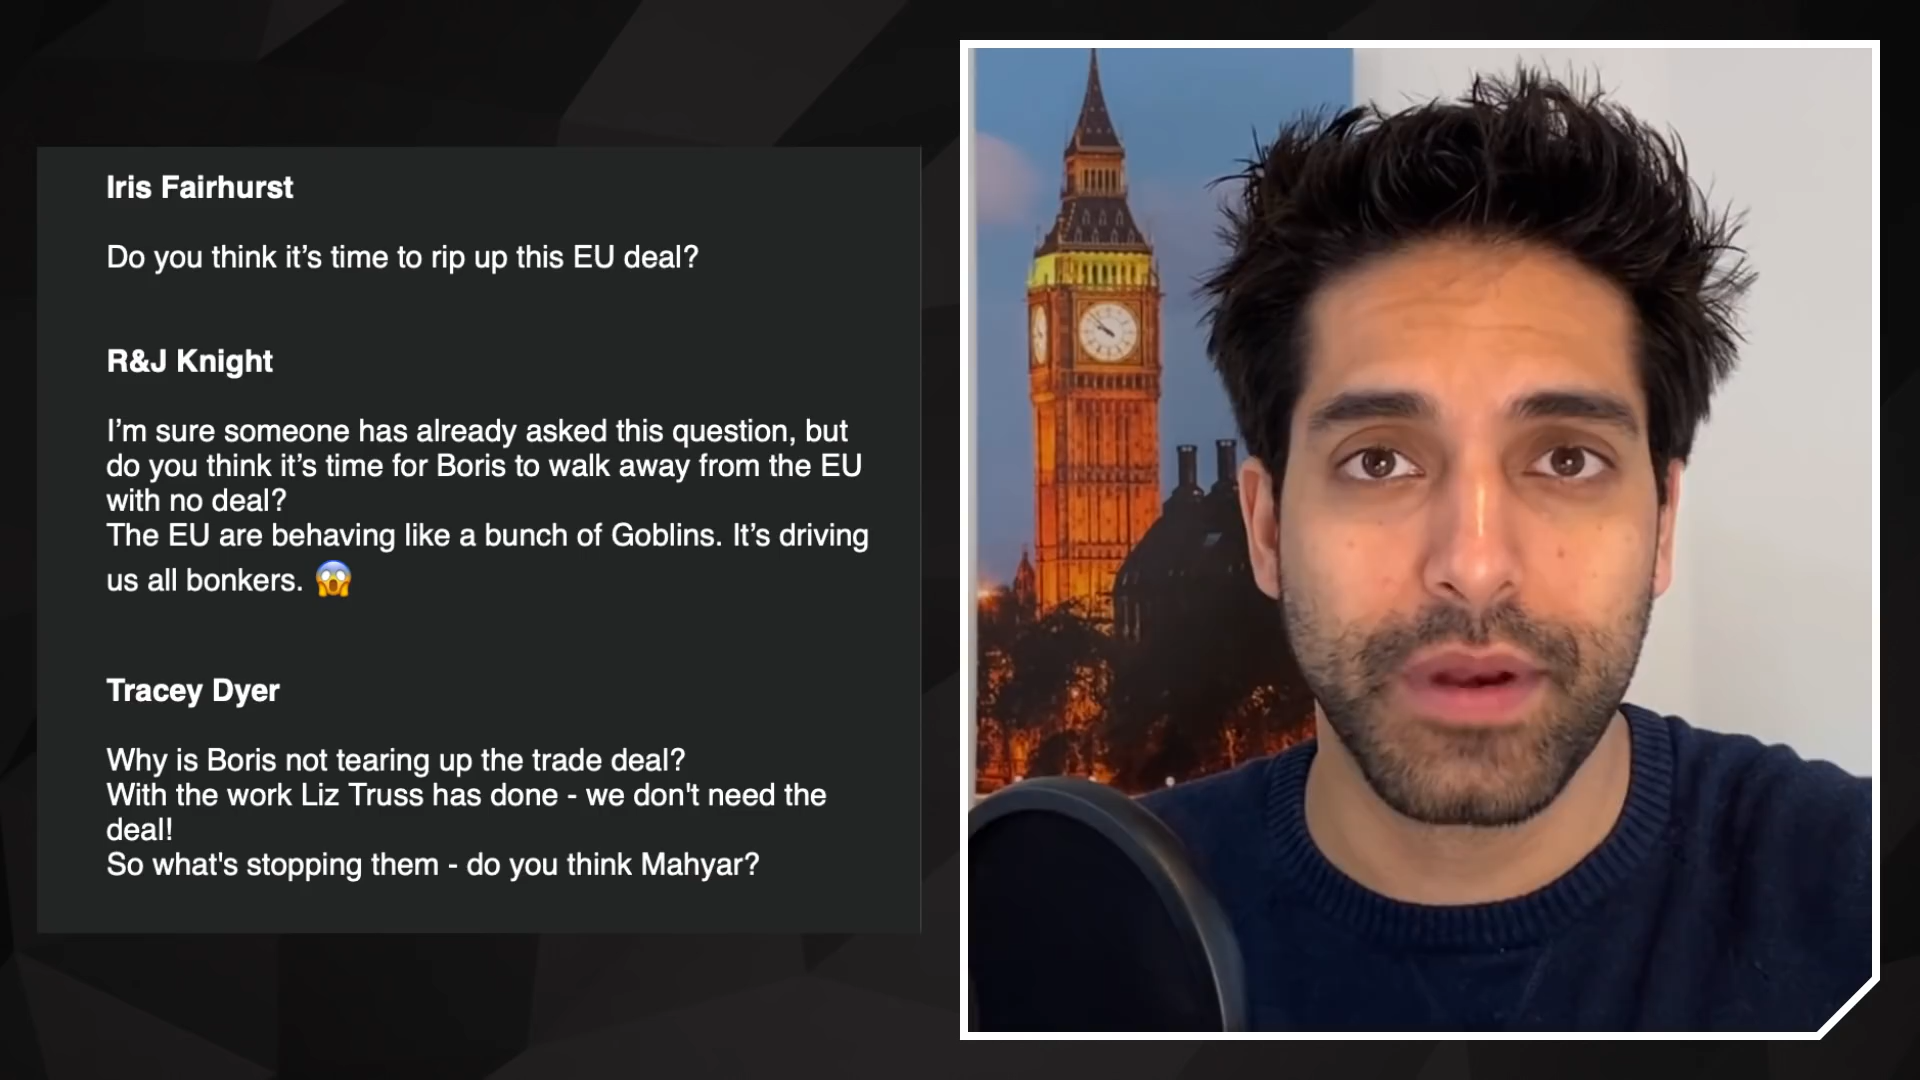 Iris Fairhurst
Do you think it’s time to rip up this EU deal?
R&J Knight
I’m sure someone has already asked this question, but
do you think it’s time for Boris to walk away from the EU
with no deal?
The EU are behaving like a bunch of Goblins. It’s driving
us all bonkers. 😱
Tracey Dyer
Why is Boris not tearing up the trade deal?
With the work Liz Truss has done - we don't need the
deal!
So what's stopping them - do you think Mahyar?